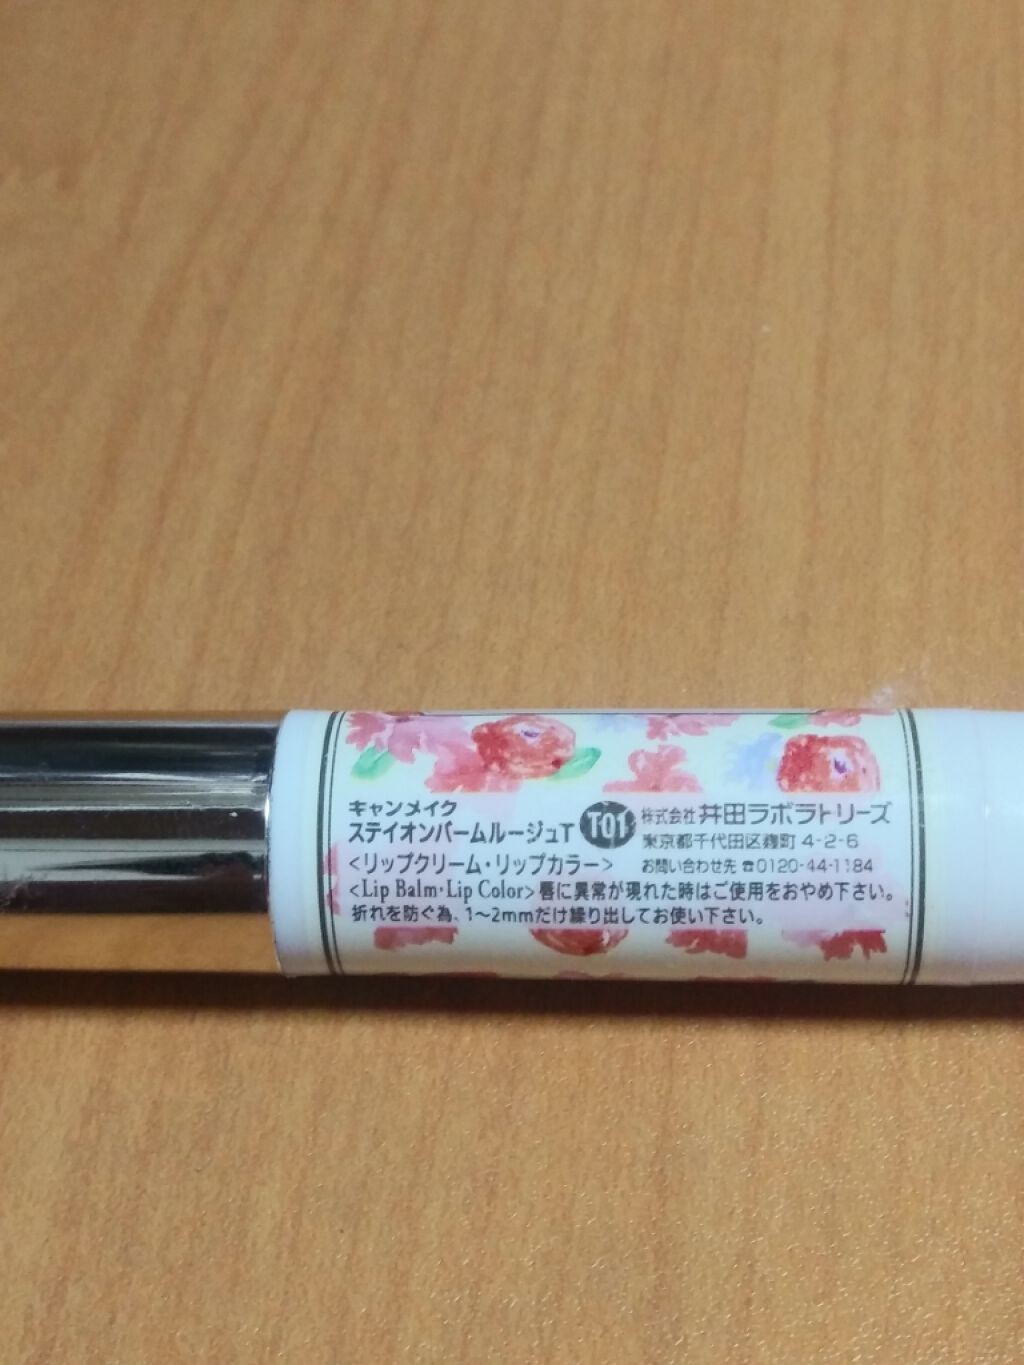 キャンメイク
ステイオンバームルージュT
T01
<リップクリーム・リップカラー>
株式会社 井田ラボラトリーズ
東京都千代田区麹町 4-2-6
お問い合わせ先 ☎0120-44-1184
<Lip Balm・Lip Color> 唇に異常が現れた時はご使用をおやめ下さい。
折れを防ぐ為、1〜2mmだけ繰り出してお使い下さい。